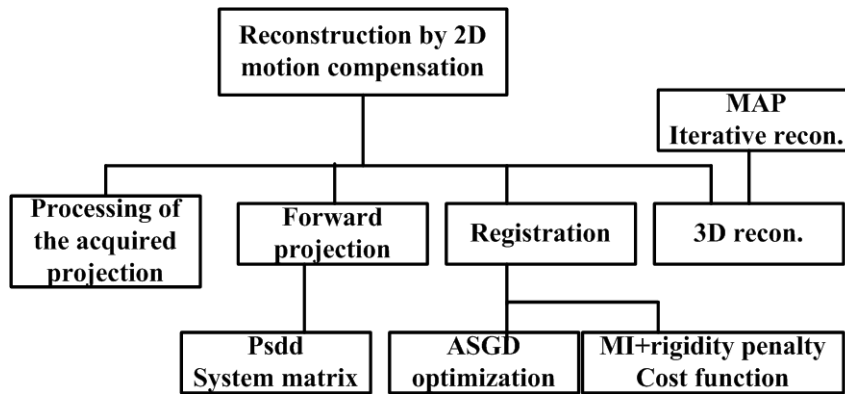 Reconstruction by 2D
motion compensation
MAP
Iterative recon.
Processing of
the acquired
projection
Forward
projection
Registration
3D recon.
Psdd
System matrix
ASGD
optimization
MI+rigidity penalty
Cost function